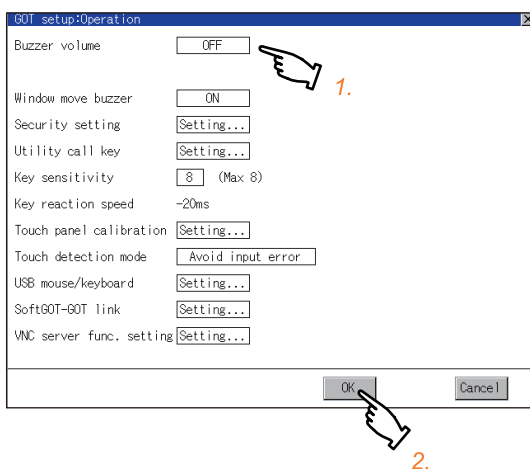 GOT setup:Operation
Buzzer volume OFF
1.
Window move buzzer ON
Security setting Setting...
Utility call key Setting...
Key sensitivity 8 (Max 8)
Key reaction speed -20ms
Touch panel calibration Setting...
Touch detection mode Avoid input error
USB mouse/keyboard Setting...
SoftGOT-GOT link Setting...
VNC server func. setting Setting...
OK Cancel
2.